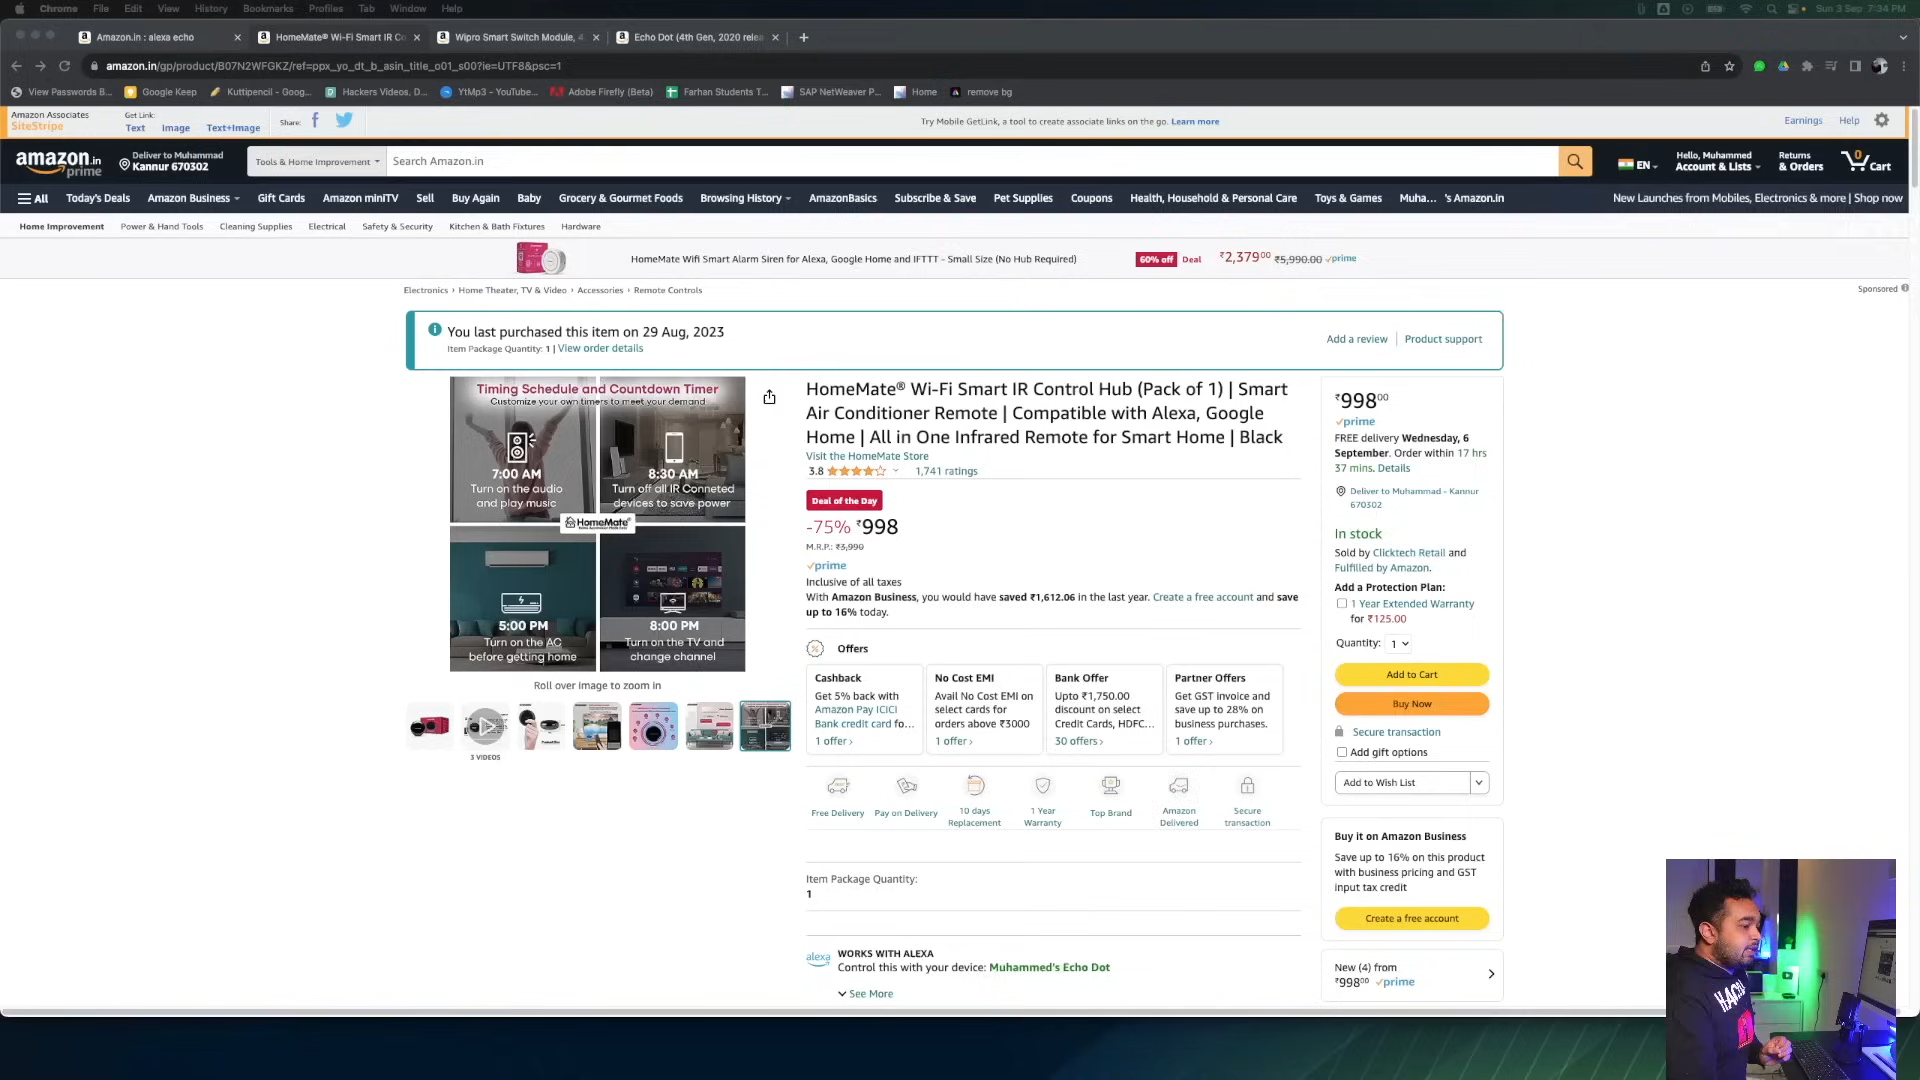 Chrome File Edit View History Bookmarks Profiles Tab Window Help
Sun 3 Sep 7:34 PM
Amazon.in : alexa echo
HomeMate® Wi-Fi Smart IR Co
Wipro Smart Switch Module, 4
Echo Dot (4th Gen, 2020 relea
amazon.in/gp/product/B07N2WFGKZ/ref=ppx_yo_dt_b_asin_title_o01_s00?ie=UTF8&psc=1
View Passwords B... Google Keep Kuttipencil - Goog... Hackers Videos, D... YtMp3 - YouTube... Adobe Firefly (Beta) Farhan Students T... SAP NetWeaver P... Home remove bg
Amazon Associates
SiteStripe
Get Link:
Text Image Text+Image
Share:
Try Mobile GetLink, a tool to create associate links on the go. Learn more
Earnings Help
amazon.in
prime
Deliver to Muhammad
Kannur 670302
Tools & Home Improvement
Search Amazon.in
EN
Hello, Muhammed
Account & Lists
Returns
& Orders
0
Cart
All Today's Deals Amazon Business Gift Cards Amazon miniTV Sell Buy Again Baby Grocery & Gourmet Foods Browsing History AmazonBasics Subscribe & Save Pet Supplies Coupons Health, Household & Personal Care Toys & Games Muha... 's Amazon.in
New Launches from Mobiles, Electronics & more | Shop now
Home Improvement Power & Hand Tools Cleaning Supplies Electrical Safety & Security Kitchen & Bath Fixtures Hardware
HomeMate Wifi Smart Alarm Siren for Alexa, Google Home and IFTTT - Small Size (No Hub Required)
60% off Deal ₹2,379.00 ₹5,990.00 prime
Electronics › Home Theater, TV & Video › Accessories › Remote Controls
Sponsored
You last purchased this item on 29 Aug, 2023
Item Package Quantity: 1 | View order details
Add a review
Product support
Timing Schedule and Countdown Timer
Customize your own timers to meet your demand
7:00 AM
Turn on the audio
and play music
8:30 AM
Turn off all IR Conneted
devices to save power
HomeMate®
5:00 PM
Turn on the AC
before getting home
8:00 PM
Turn on the TV and
change channel
Roll over image to zoom in
3 VIDEOS
HomeMate® Wi-Fi Smart IR Control Hub (Pack of 1) | Smart
Air Conditioner Remote | Compatible with Alexa, Google
Home | All in One Infrared Remote for Smart Home | Black
Visit the HomeMate Store
3.8
1,741 ratings
Deal of the Day
-75% ₹998
M.R.P.: ₹3,990
prime
Inclusive of all taxes
With Amazon Business, you would have saved ₹1,612.06 in the last year. Create a free account and save
up to 16% today.
Offers
Cashback
Get 5% back with
Amazon Pay ICICI
Bank credit card fo...
1 offer ›
No Cost EMI
Avail No Cost EMI on
select cards for
orders above ₹3000
1 offer ›
Bank Offer
Upto ₹1,750.00
discount on select
Credit Cards, HDFC...
30 offers ›
Partner Offers
Get GST invoice and
save up to 28% on
business purchases.
1 offer ›
Free Delivery
Pay on Delivery
10 days
Replacement
1 Year
Warranty
Top Brand
Amazon
Delivered
Secure
transaction
Item Package Quantity:
1
alexa
WORKS WITH ALEXA
Control this with your device: Muhammed's Echo Dot
See More
₹998.00
prime
FREE delivery Wednesday, 6
September. Order within 17 hrs
37 mins. Details
Deliver to Muhammad - Kannur
670302
In stock
Sold by Clicktech Retail and
Fulfilled by Amazon.
Add a Protection Plan:
1 Year Extended Warranty
for ₹125.00
Quantity: 1
Add to Cart
Buy Now
Secure transaction
Add gift options
Add to Wish List
Buy it on Amazon Business
Save up to 16% on this product
with business pricing and GST
input tax credit
Create a free account
New (4) from
₹998.00 prime